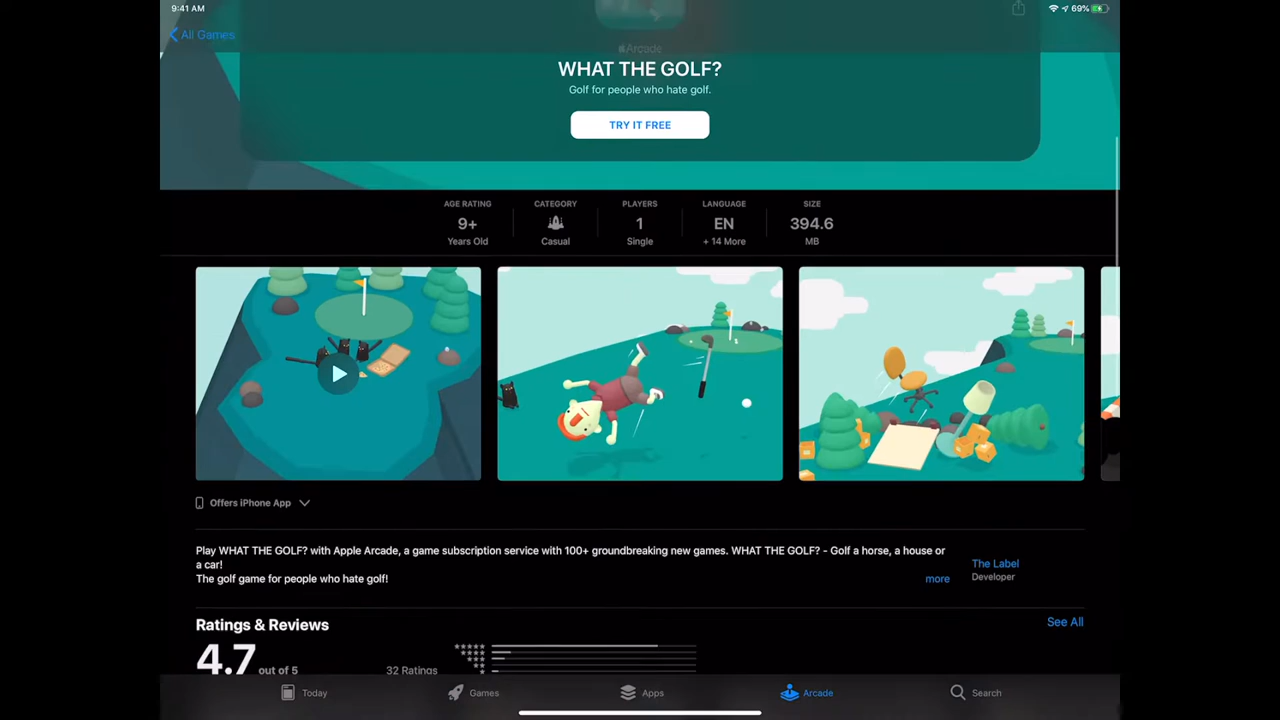 9:41 AM
69%
All Games
Arcade
WHAT THE GOLF?
Golf for people who hate golf.
TRY IT FREE
AGE RATING CATEGORY PLAYERS LANGUAGE SIZE
9+ 1 EN 394.6
Years Old Casual Single + 14 More MB
Offers iPhone App
Play WHAT THE GOLF? with Apple Arcade, a game subscription service with 100+ groundbreaking new games. WHAT THE GOLF? - Golf a horse, a house or
a car!
The golf game for people who hate golf!
more
The Label
Developer
Ratings & Reviews
See All
4.7 out of 5
32 Ratings
Today Games Apps Arcade Search